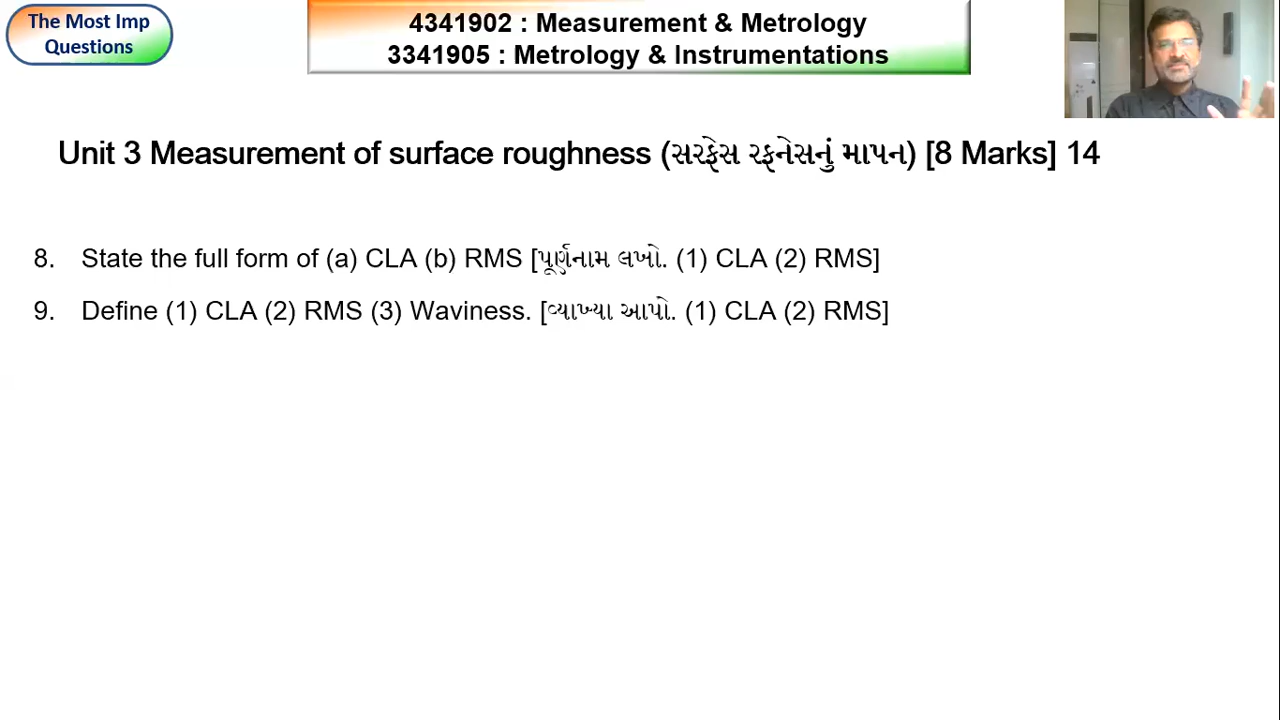 The Most Imp
Questions
4341902 : Measurement & Metrology
3341905 : Metrology & Instrumentations
Unit 3 Measurement of surface roughness (સરફેસ રફનેસનું માપન) [8 Marks] 14
8. State the full form of (a) CLA (b) RMS [પૂર્ણનામ લખો. (1) CLA (2) RMS]
9. Define (1) CLA (2) RMS (3) Waviness. [વ્યાખ્યા આપો. (1) CLA (2) RMS]